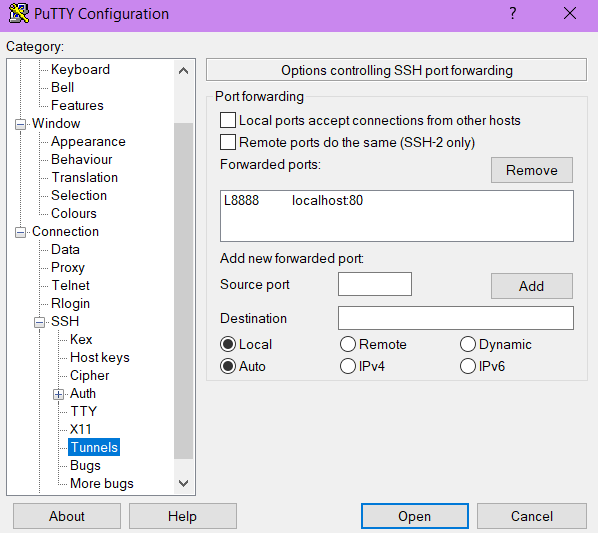 PuTTY Configuration
Category:
Keyboard
Bell
Features
Window
Appearance
Behaviour
Translation
Selection
Colours
Connection
Data
Proxy
Telnet
Rlogin
SSH
Kex
Host keys
Cipher
Auth
TTY
X11
Tunnels
Bugs
More bugs
Options controlling SSH port forwarding
Port forwarding
Local ports accept connections from other hosts
Remote ports do the same (SSH-2 only)
Forwarded ports: Remove
L8888 localhost:80
Add new forwarded port:
Source port Add
Destination
Local Remote Dynamic
Auto IPv4 IPv6
About Help Open Cancel